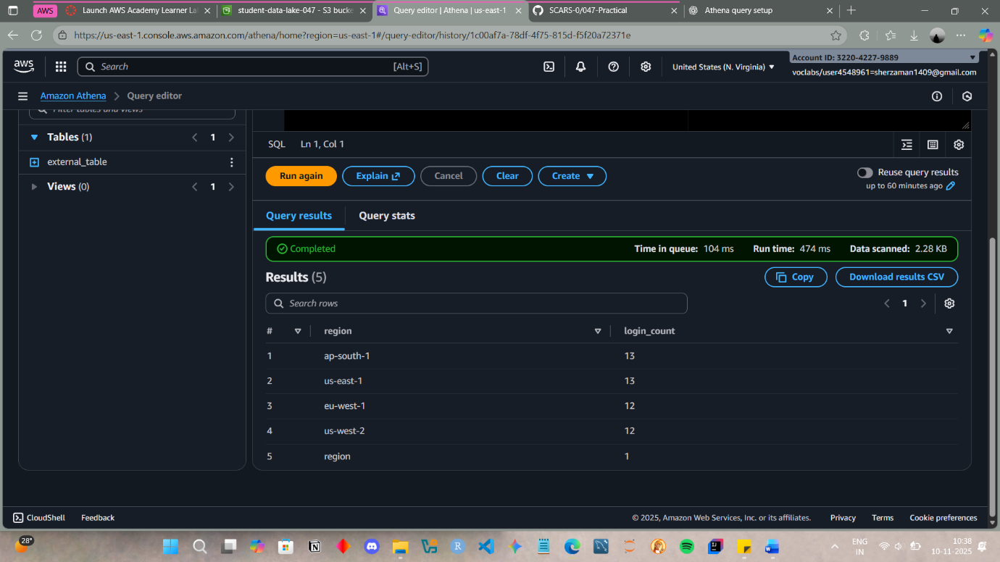 AWS
Launch AWS Academy Learner La
student-data-lake-047 - S3 bucke
Query editor | Athena | us-east-1
SCARS-0/047-Practical
Athena query setup
https://us-east-1.console.aws.amazon.com/athena/home?region=us-east-1#/query-editor/history/1c00af7a-78df-4f75-815d-f5f20a72371e
aws
Search
[Alt+S]
United States (N. Virginia)
Account ID: 3220-4227-9889
voclabs/user4548961=sherzaman1409@gmail.com
Amazon Athena
Query editor
Filter tables and views
Tables (1)
1
external_table
Views (0)
1
SQL
Ln 1, Col 1
Run again
Explain
Cancel
Clear
Create
Reuse query results
up to 60 minutes ago
Query results
Query stats
Completed
Time in queue: 104 ms
Run time: 474 ms
Data scanned: 2.28 KB
Results (5)
Copy
Download results CSV
Search rows
1
# region login_count
1 ap-south-1 13
2 us-east-1 13
3 eu-west-1 12
4 us-west-2 12
5 region 1
CloudShell
Feedback
© 2025, Amazon Web Services, Inc. or its affiliates.
Privacy
Terms
Cookie preferences
28°
ENG
IN
10:38
10-11-2025